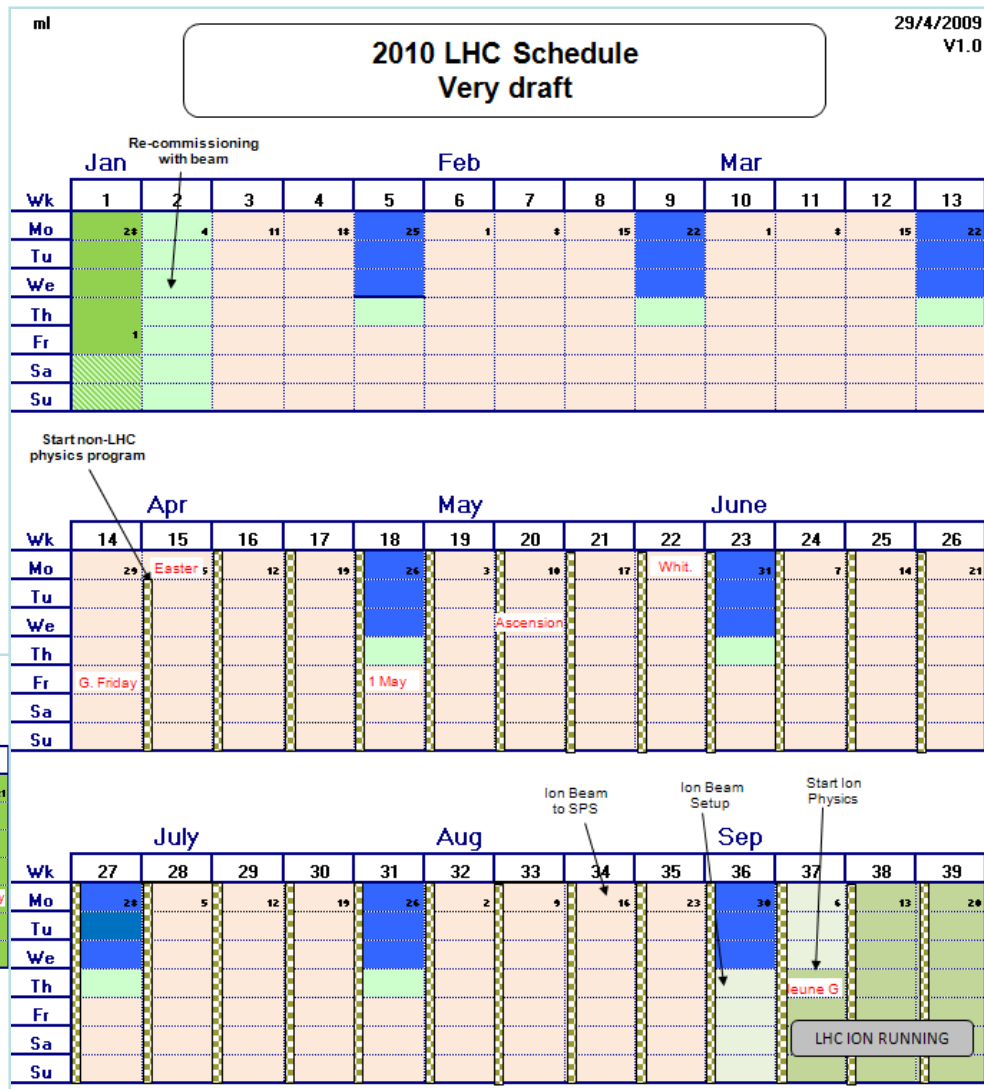 ml
29/4/2009
V1.0
2010 LHC Schedule
Very draft
Re-commissioning
with beam
Jan Feb Mar
Wk 1 2 3 4 5 6 7 8 9 10 11 12 13
Mo 28 4 11 18 25 1 8 15 22 1 8 15 22
Tu
We
Th
1
Fr
Sa
Su
Start non-LHC
physics program
Apr May June
Wk 14 15 16 17 18 19 20 21 22 23 24 25 26
Mo 29 Easter 5 12 19 26 3 10 17 Whit. 31 7 14 21
Tu
We Ascension
Th
Fr G. Friday 1 May
Sa
Su
Ion Beam
to SPS
Ion Beam
Setup
Start Ion
Physics
July Aug Sep
Wk 27 28 29 30 31 32 33 34 35 36 37 38 39
Mo 28 5 12 19 26 2 9 16 23 30 6 13 20
Tu
We
Th Jeune G
Fr
LHC ION RUNNING
Sa
Su